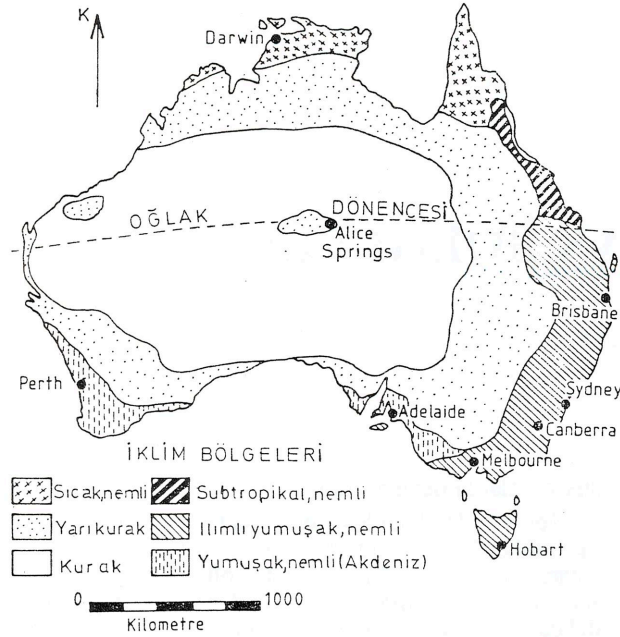 K
Darwin
OĞLAK DÖNENCESİ
Alice
Springs
Brisbane
Perth
Sydney
Adelaide
Canberra
Melbourne
Hobart
İKLİM BÖLGELERİ
Sıcak,nemli
Subtropikal,nemli
Yarıkurak
Ilımlı yumuşak,nemli
Kurak
Yumuşak,nemli(Akdeniz)
0 1000
Kilometre